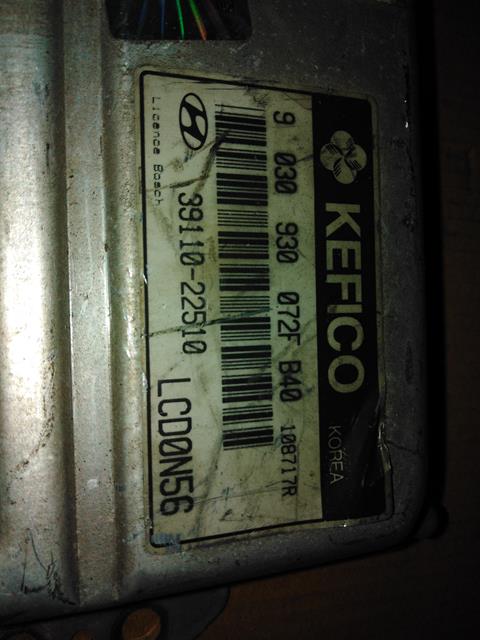 KEFICO KOREA
9 030 930 072F B40 108717R
39110-22510 LCD0N56
Licence Bosch